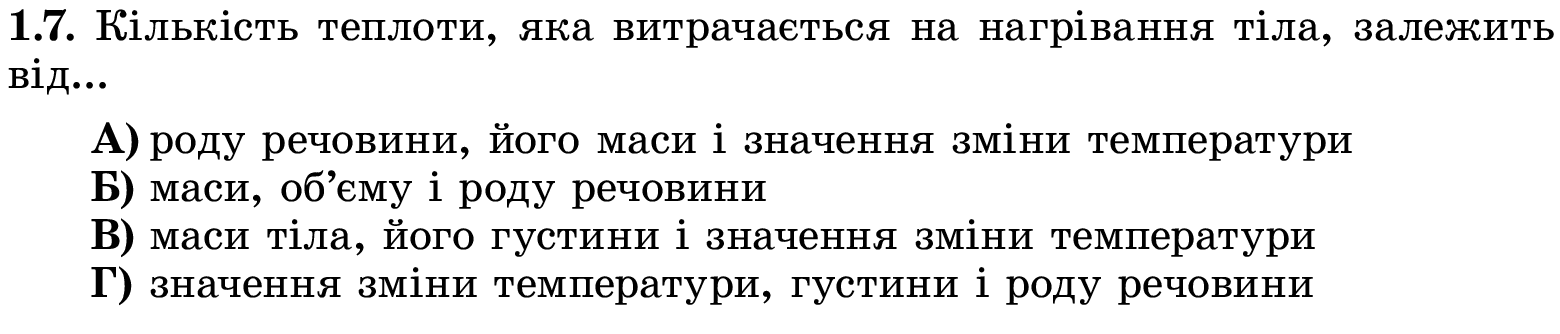 1.7. Кількість теплоти, яка витрачається на нагрівання тіла, залежить
від...
А) роду речовини, його маси і значення зміни температури
Б) маси, об’єму і роду речовини
В) маси тіла, його густини і значення зміни температури
Г) значення зміни температури, густини і роду речовини